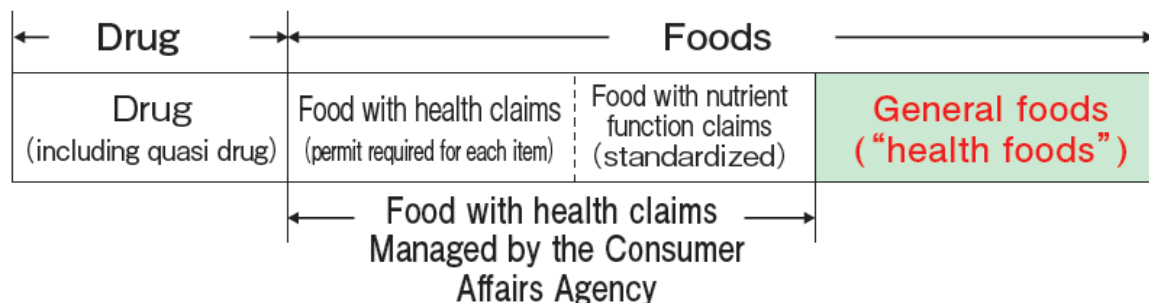 Drug
Foods
Drug
(including quasi drug)
Food with health claims
(permit required for each item)
Food with nutrient
function claims
(standardized)
General foods
(“health foods”)
Food with health claims
Managed by the Consumer
Affairs Agency